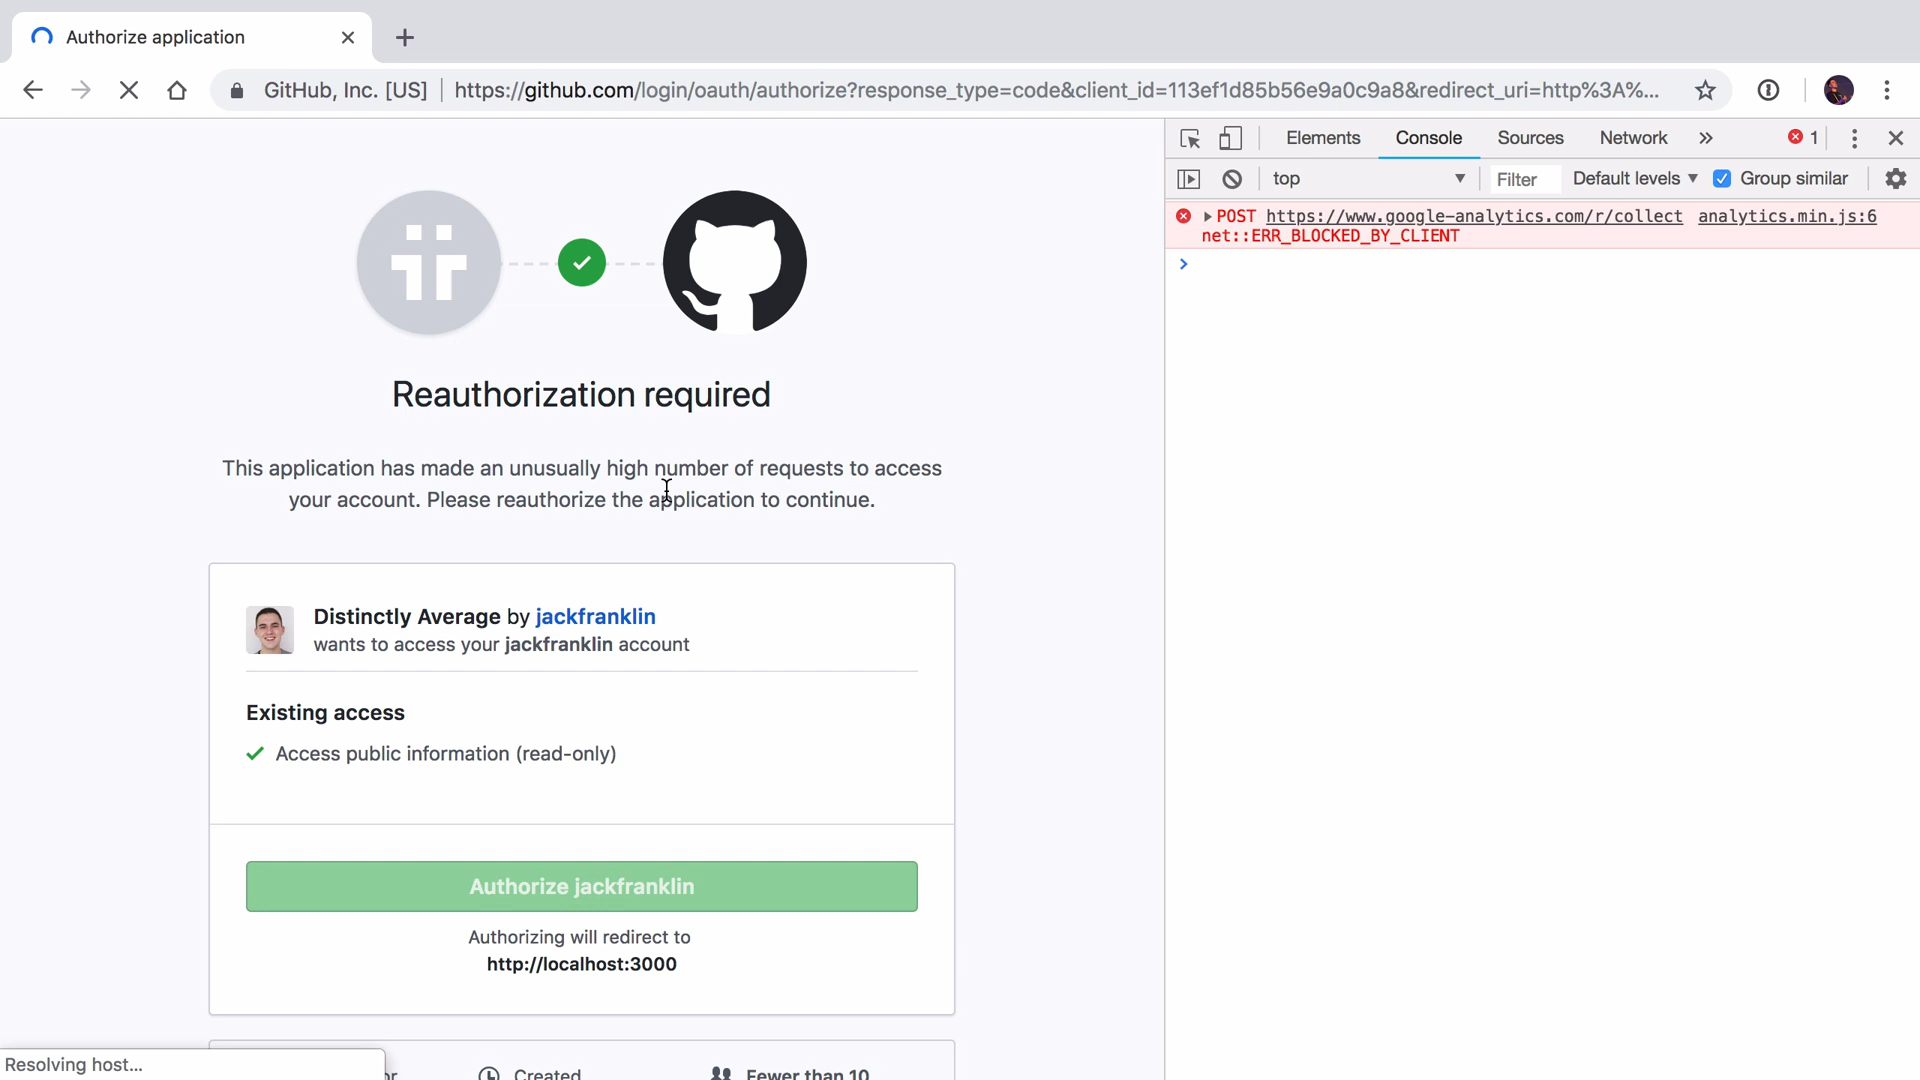 Authorize application
GitHub, Inc. [US] | https://github.com/login/oauth/authorize?response_type=code&client_id=113ef1d85b56e9a0c9a8&redirect_uri=http%3A%...
Elements Console Sources Network » 1
top Filter Default levels Group similar
POST https://www.google-analytics.com/r/collect analytics.min.js:6
net::ERR_BLOCKED_BY_CLIENT
Reauthorization required
This application has made an unusually high number of requests to access
your account. Please reauthorize the application to continue.
Distinctly Average by jackfranklin
wants to access your jackfranklin account
Existing access
Access public information (read-only)
Authorize jackfranklin
Authorizing will redirect to
http://localhost:3000
Created Fewer than 10
Resolving host...